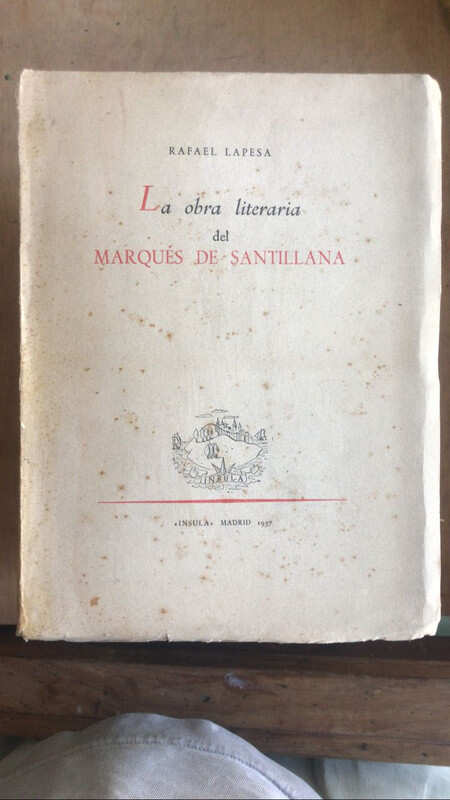 RAFAEL LAPESA
La obra literaria
del
MARQUÉS DE SANTILLANA
INSULA
«INSULA» MADRID 1957